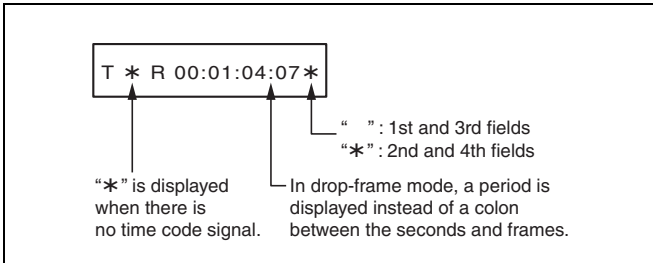 T * R 00:01:04:07*
“ ” : 1st and 3rd fields
“*” : 2nd and 4th fields
“*” is displayed
when there is
no time code signal.
In drop-frame mode, a period is
displayed instead of a colon
between the seconds and frames.